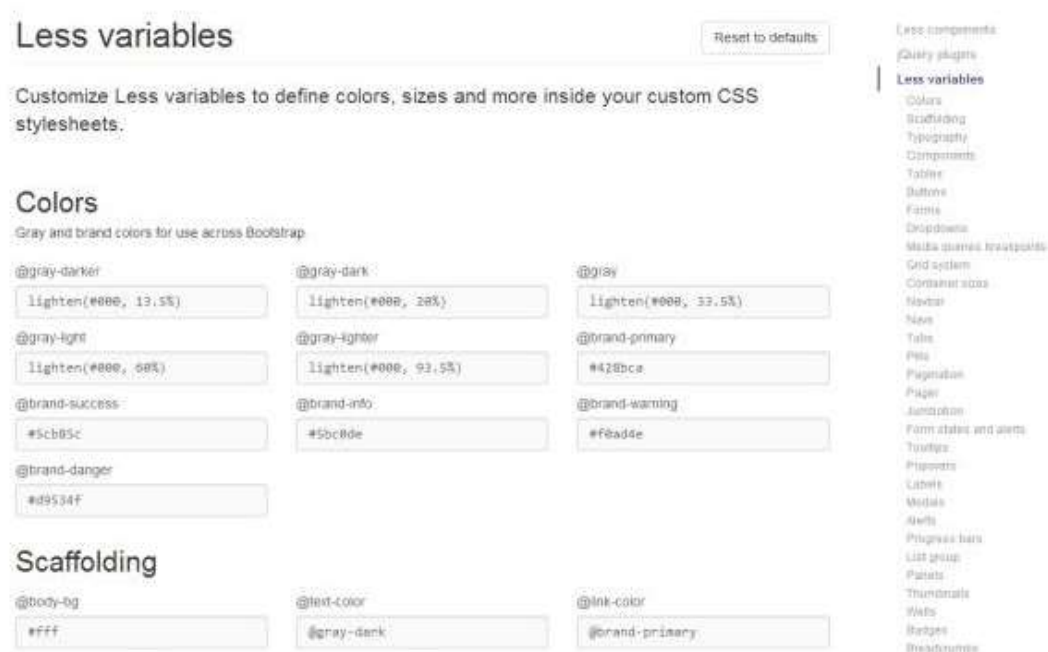 Less variables
Reset to defaults
Customize Less variables to define colors, sizes and more inside your custom CSS
stylesheets.
Colors
Gray and brand colors for use across Bootstrap
@gray-darker @gray-dark @gray
lighten(#000, 13.5%) lighten(#000, 20%) lighten(#000, 33.5%)
@gray-light @gray-lighter @brand-primary
lighten(#000, 60%) lighten(#000, 93.5%) #428bca
@brand-success @brand-info @brand-warning
#5cb85c #5bc0de #f0ad4e
@brand-danger
#d9534f
Scaffolding
@body-bg @text-color @link-color
#fff @gray-dark @brand-primary
Less components
jQuery plugins
Less variables
Colors
Scaffolding
Typography
Components
Tables
Buttons
Forms
Dropdowns
Media queries breakpoints
Grid system
Container sizes
Navbar
Navs
Tabs
Pills
Pagination
Pager
Jumbotron
Form states and alerts
Tooltips
Popovers
Labels
Modals
Alerts
Progress bars
List group
Panels
Thumbnails
Wells
Badges
Breadcrumbs